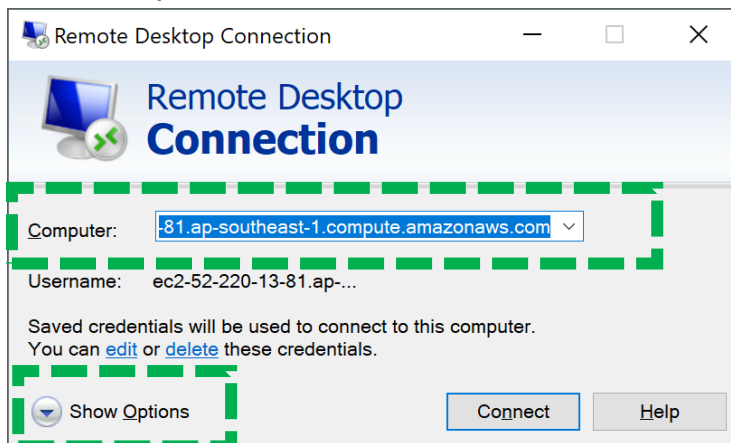 Remote Desktop Connection
Remote Desktop
Connection
Computer: -81.ap-southeast-1.compute.amazonaws.com
Username: ec2-52-220-13-81.ap-...
Saved credentials will be used to connect to this computer.
You can edit or delete these credentials.
Show Options Connect Help